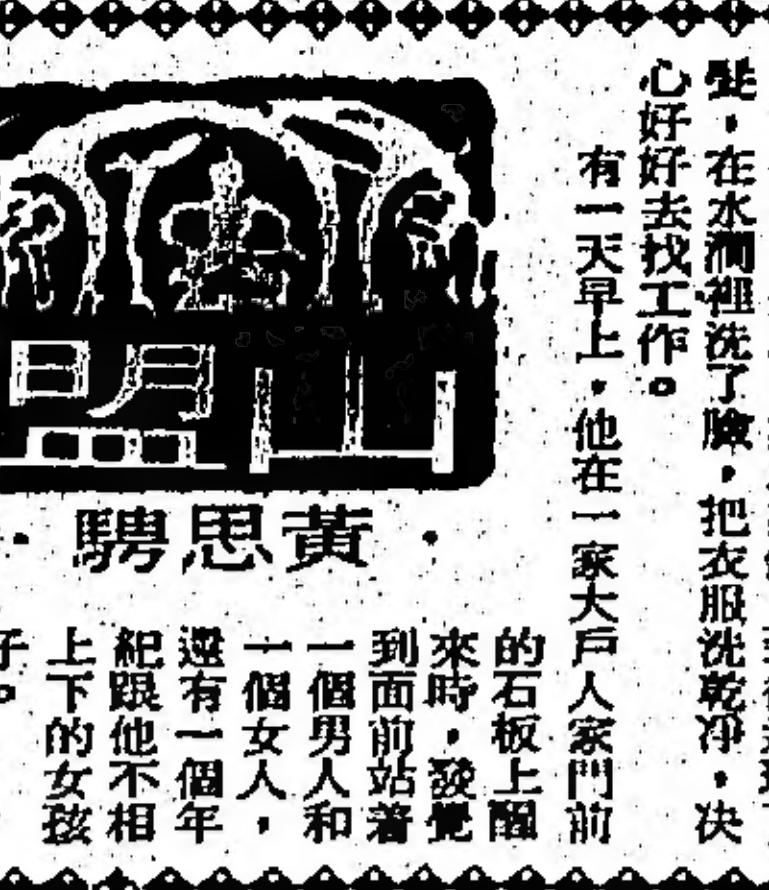 髮，在水澗裡洗了臉，把衣服洗乾淨，决
心好好去找工作。
有一天早上，他在一家大戶人家門前
的石板上醒
來時，發覺
到面前站着
一個男人和
一個女人，
還有一個年
紀跟他不相
上下的女孩
子。
·黃思騁·